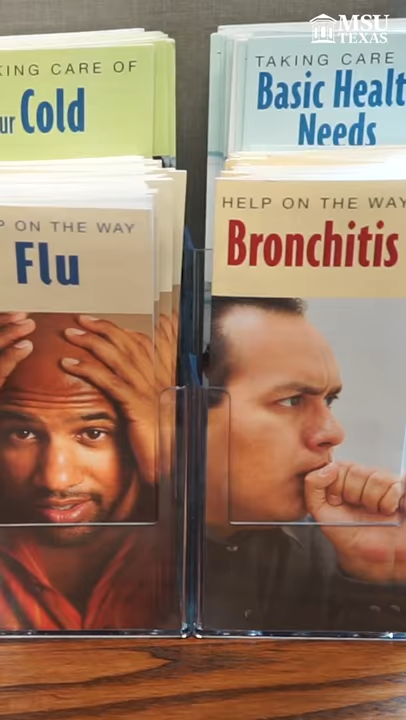 MSU
TEXAS
KING CARE OF
ur Cold
TAKING CARE
Basic Healt
Needs
P ON THE WAY
Flu
HELP ON THE WAY
Bronchitis